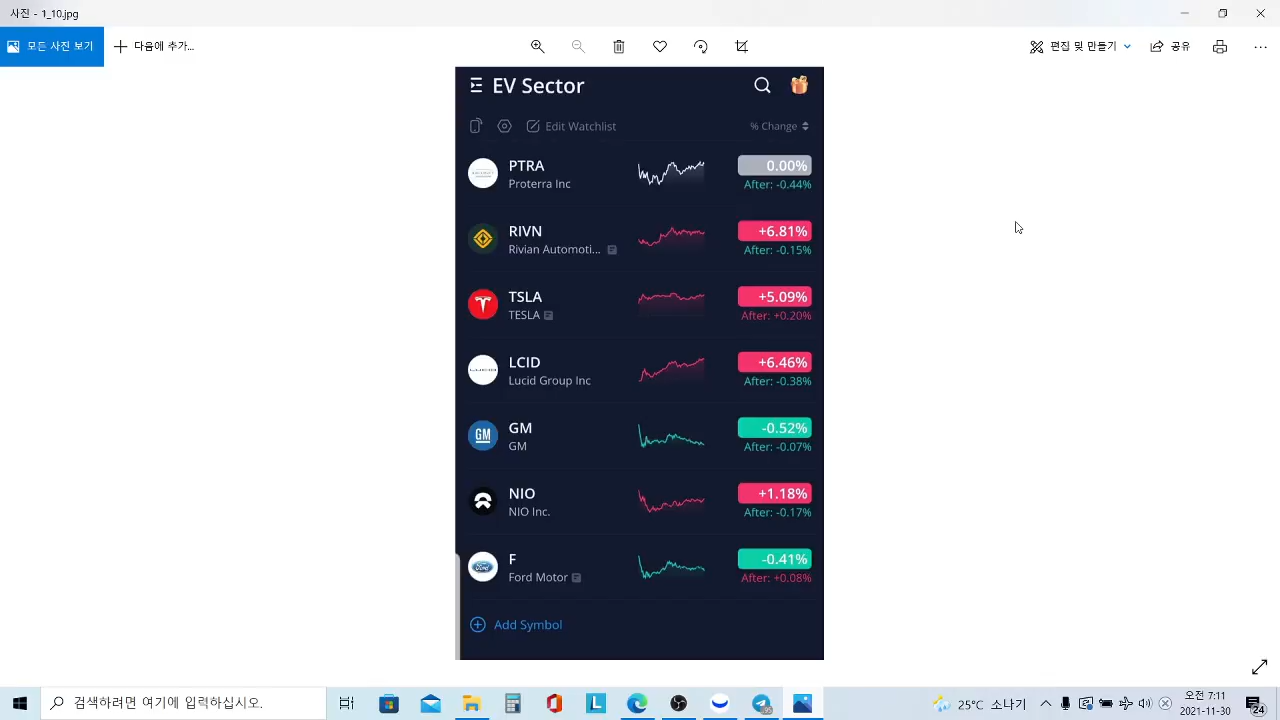 사진 - 1_10.jpg
모든 사진 보기
다음에 추가...
편집 및 만들기
공유
EV Sector
Edit Watchlist
% Change
PTRA
0.00%
Proterra Inc
After: -0.44%
RIVN
+6.81%
Rivian Automoti...
After: -0.15%
TSLA
+5.09%
TESLA
After: +0.20%
LCID
+6.46%
LUCID
Lucid Group Inc
After: -0.38%
GM
-0.52%
GM
GM
After: -0.07%
NIO
+1.18%
NIO Inc.
After: -0.17%
F
-0.41%
Ford
Ford Motor
After: +0.08%
Add Symbol
검색하려면 여기에 입력하십시오.
L
25°C 소나기
오전 3:11
2021-11-30